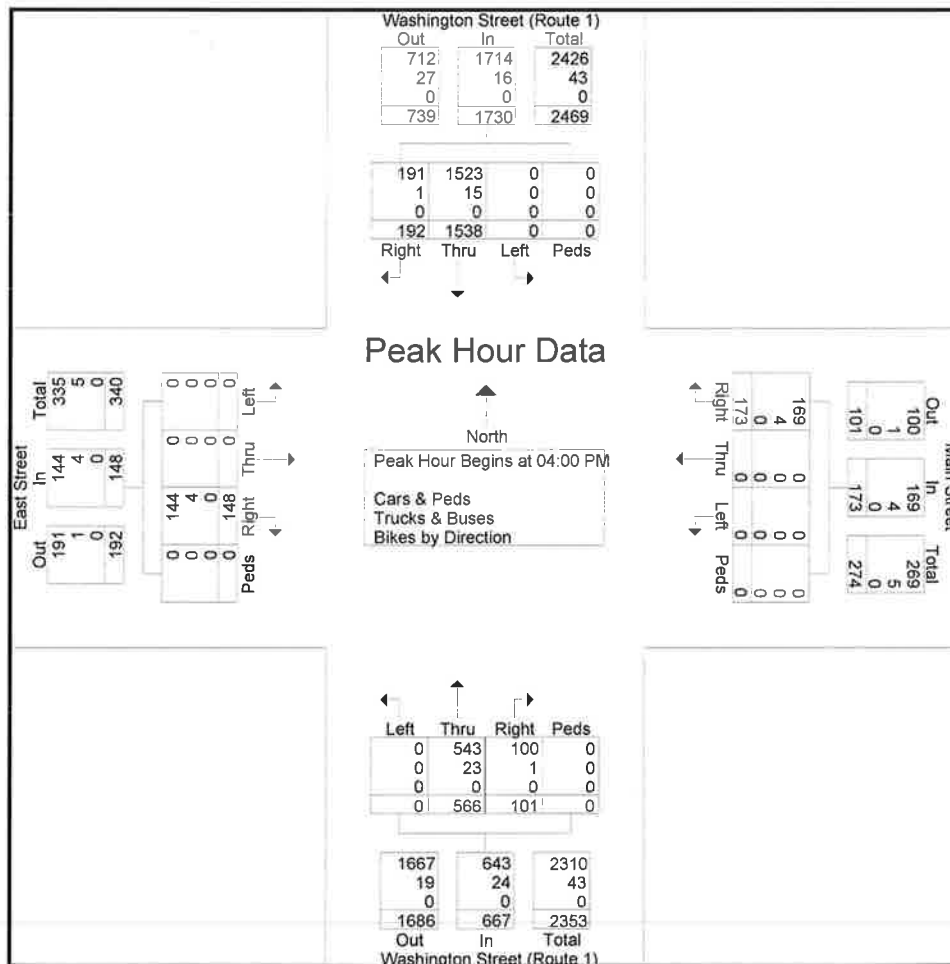 Washington Street (Route 1)
Out In Total
712 1714 2426
27 16 43
0 0 0
739 1730 2469
191 1523 0 0
1 15 0 0
0 0 0 0
192 1538 0 0
Right Thru Left Peds
Peak Hour Data
North
Peak Hour Begins at 04:00 PM
Cars & Peds
Trucks & Buses
Bikes by Direction
East Street
Out In Total
191 144 335
1 4 5
0 0 0
192 148 340
Left Thru Right Peds
0 0 144 0
0 0 4 0
0 0 0 0
0 0 148 0
Right Thru Left Peds
169 0 0 0
4 0 0 0
0 0 0 0
173 0 0 0
Main Street
Out In Total
100 169 269
1 4 5
0 0 0
101 173 274
Left Thru Right Peds
0 543 100 0
0 23 1 0
0 0 0 0
0 566 101 0
1667 643 2310
19 24 43
0 0 0
1686 667 2353
Out In Total
Washington Street (Route 1)